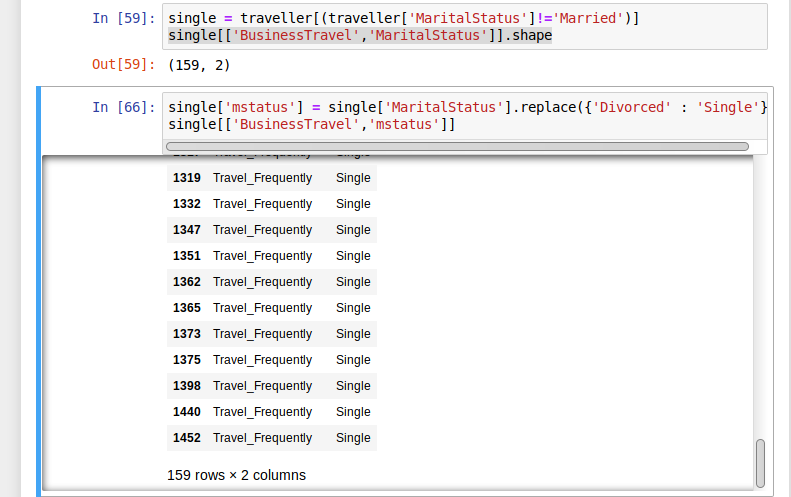 In [59]: single = traveller[(traveller['MaritalStatus']!='Married')]
single[['BusinessTravel','MaritalStatus']].shape
Out[59]: (159, 2)
In [66]: single['mstatus'] = single['MaritalStatus'].replace({'Divorced' : 'Single'}
single[['BusinessTravel','mstatus']]
1319 Travel_Frequently Single
1332 Travel_Frequently Single
1347 Travel_Frequently Single
1351 Travel_Frequently Single
1362 Travel_Frequently Single
1365 Travel_Frequently Single
1373 Travel_Frequently Single
1375 Travel_Frequently Single
1398 Travel_Frequently Single
1440 Travel_Frequently Single
1452 Travel_Frequently Single
159 rows × 2 columns